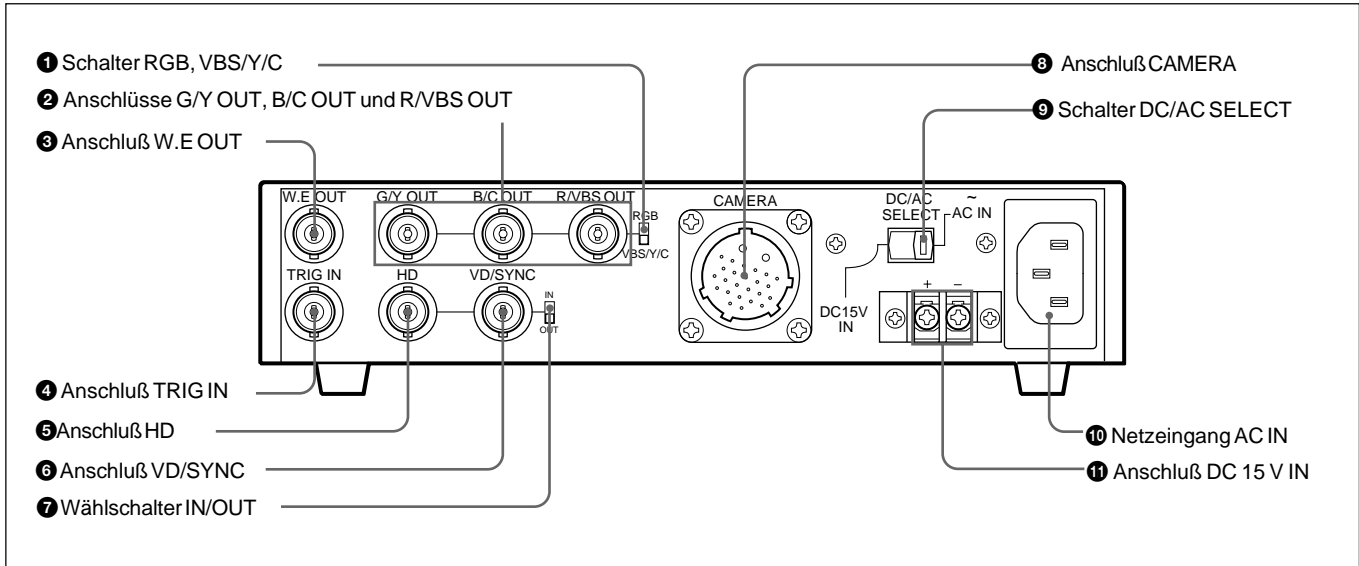 ❶ Schalter RGB, VBS/Y/C
❷ Anschlüsse G/Y OUT, B/C OUT und R/VBS OUT
❸ Anschluß W.E OUT
❽ Anschluß CAMERA
❾ Schalter DC/AC SELECT
W.E OUT
G/Y OUT
B/C OUT
R/VBS OUT
RGB
VBS/Y/C
CAMERA
DC/AC
SELECT
~
AC IN
TRIG IN
HD
VD/SYNC
IN
OUT
DC15V
IN
+ −
❹ Anschluß TRIG IN
❺ Anschluß HD
❻ Anschluß VD/SYNC
❼ Wählschalter IN/OUT
❿ Netzeingang AC IN
⓫ Anschluß DC 15 V IN